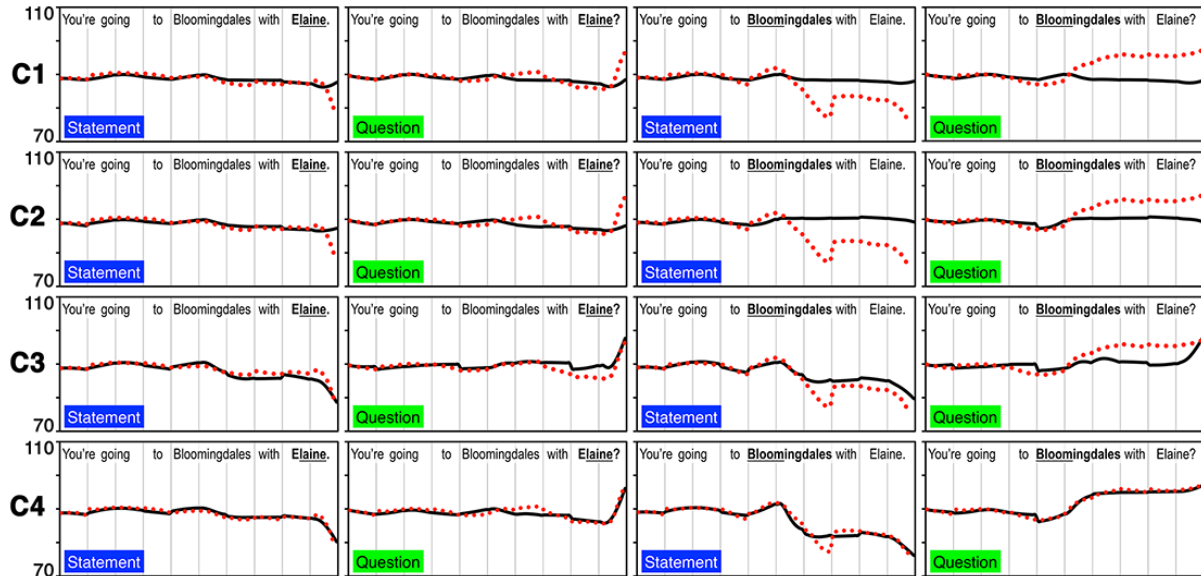 110 You're going to Bloomingdales with Elaine. You're going to Bloomingdales with Elaine? You're going to Bloomingdales with Elaine. You're going to Bloomingdales with Elaine?
C1
70 Statement Question Statement Question
110 You're going to Bloomingdales with Elaine. You're going to Bloomingdales with Elaine? You're going to Bloomingdales with Elaine. You're going to Bloomingdales with Elaine?
C2
70 Statement Question Statement Question
110 You're going to Bloomingdales with Elaine. You're going to Bloomingdales with Elaine? You're going to Bloomingdales with Elaine. You're going to Bloomingdales with Elaine?
C3
70 Statement Question Statement Question
110 You're going to Bloomingdales with Elaine. You're going to Bloomingdales with Elaine? You're going to Bloomingdales with Elaine. You're going to Bloomingdales with Elaine?
C4
70 Statement Question Statement Question